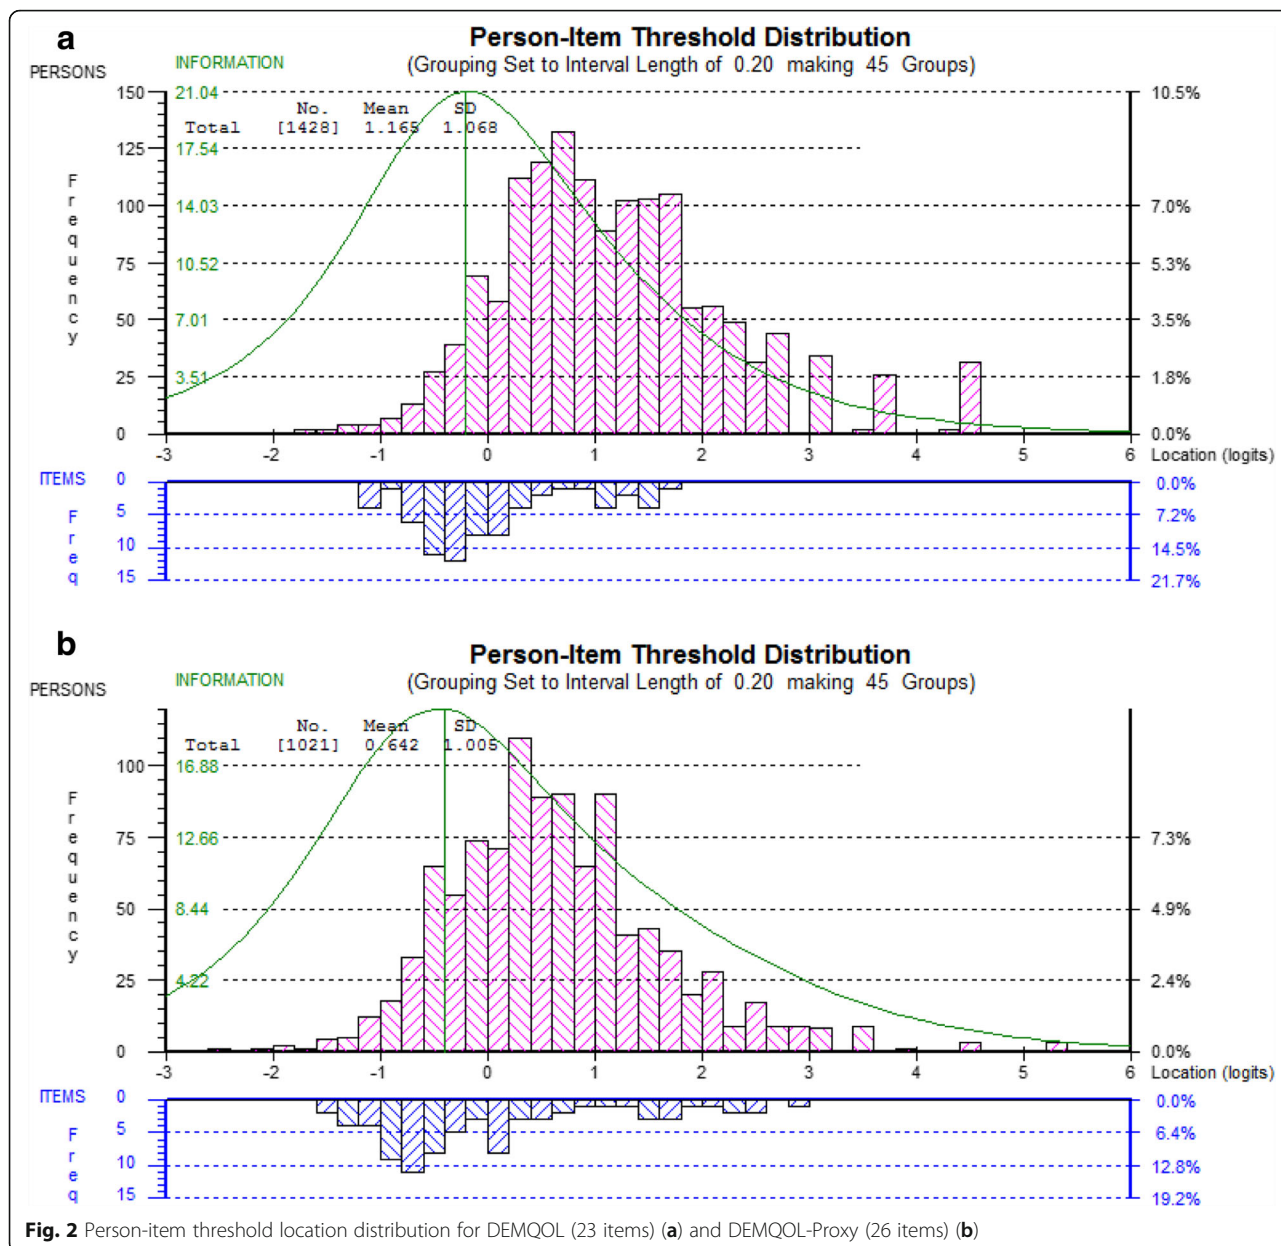 a
Person-Item Threshold Distribution
PERSONS INFORMATION (Grouping Set to Interval Length of 0.20 making 45 Groups)
No. Mean SD
Total [1428] 1.165 1.068
Frequency
150 21.04 10.5%
125 17.54
100 14.03 7.0%
75 10.52 5.3%
50 7.01 3.5%
25 3.51 1.8%
0 0.0%
-3 -2 -1 0 1 2 3 4 5 6 Location (logits)
ITEMS 0 0.0%
Freq
5 7.2%
10 14.5%
15 21.7%
b
Person-Item Threshold Distribution
PERSONS INFORMATION (Grouping Set to Interval Length of 0.20 making 45 Groups)
No. Mean SD
Total [1021] 0.642 1.005
Frequency
100 16.88
75 12.66 7.3%
50 8.44 4.9%
25 4.22 2.4%
0 0.0%
-3 -2 -1 0 1 2 3 4 5 6 Location (logits)
ITEMS 0 0.0%
Freq
5 6.4%
10 12.8%
15 19.2%
Fig. 2 Person-item threshold location distribution for DEMQOL (23 items) (a) and DEMQOL-Proxy (26 items) (b)